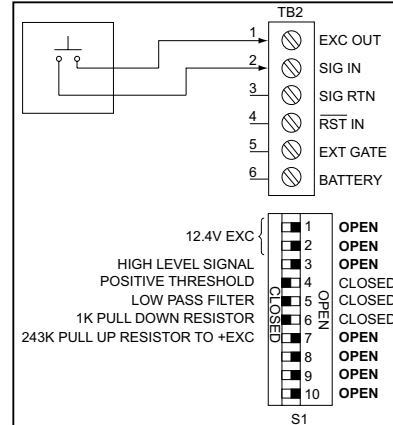 TB2
1 EXC OUT
2 SIG IN
3 SIG RTN
4 RST IN
5 EXT GATE
6 BATTERY
12.4V EXC
1 OPEN
2 OPEN
HIGH LEVEL SIGNAL 3 OPEN
POSITIVE THRESHOLD 4 CLOSED
LOW PASS FILTER 5 CLOSED
1K PULL DOWN RESISTOR 6 CLOSED
243K PULL UP RESISTOR TO +EXC 7 OPEN
8 OPEN
9 OPEN
10 OPEN
CLOSED
OPEN
S1